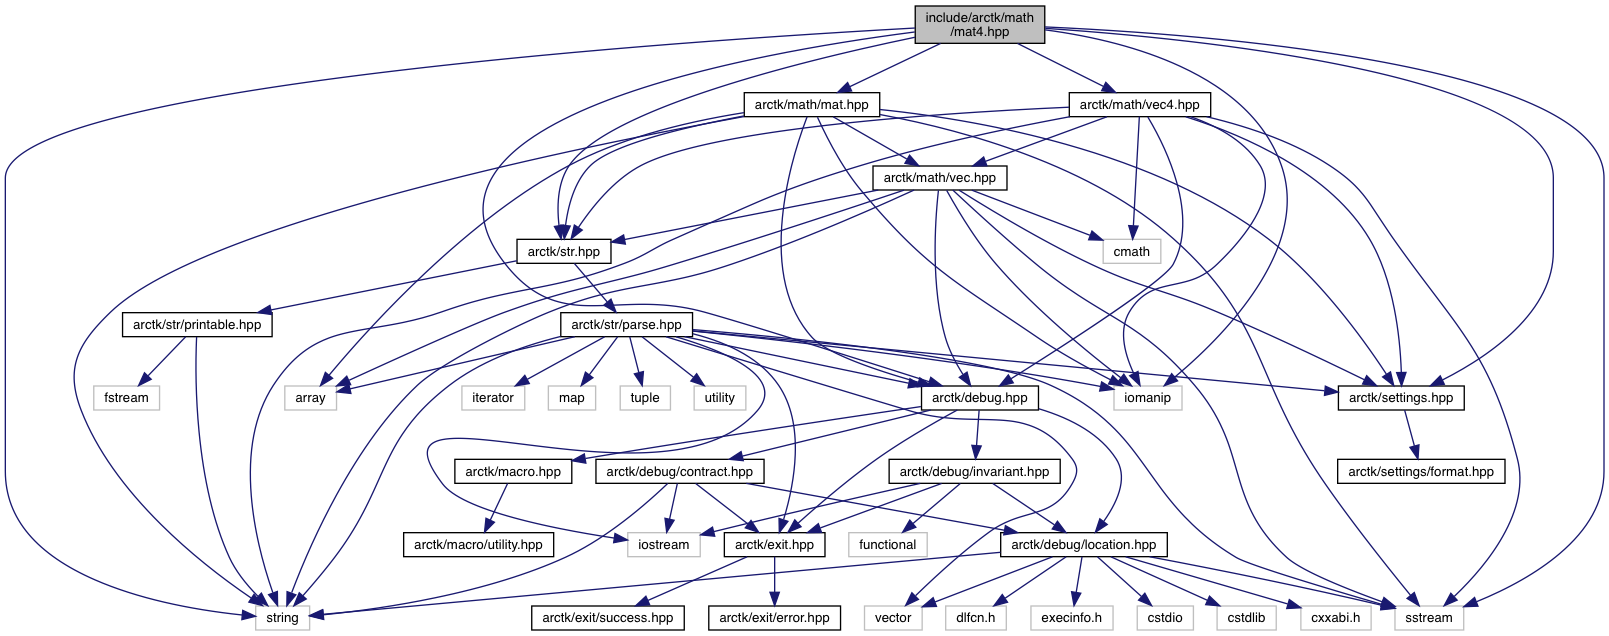 include/arctk/math
/mat4.hpp
arctk/math/mat.hpp
arctk/math/vec4.hpp
arctk/math/vec.hpp
arctk/str.hpp
cmath
arctk/str/printable.hpp
arctk/str/parse.hpp
fstream
array
iterator
map
tuple
utility
arctk/debug.hpp
iomanip
arctk/settings.hpp
arctk/macro.hpp
arctk/debug/contract.hpp
arctk/debug/invariant.hpp
arctk/settings/format.hpp
arctk/macro/utility.hpp
iostream
arctk/exit.hpp
functional
arctk/debug/location.hpp
string
arctk/exit/success.hpp
arctk/exit/error.hpp
vector
dlfcn.h
execinfo.h
cstdio
cstdlib
cxxabi.h
sstream